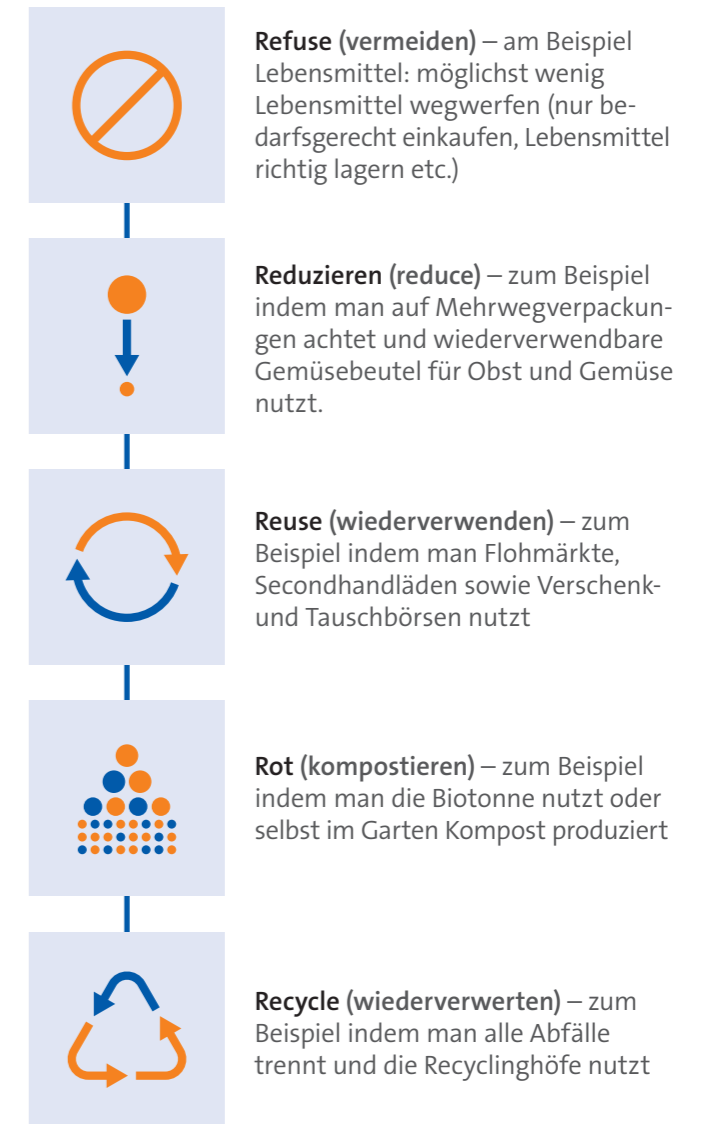 Refuse (vermeiden) – am Beispiel
Lebensmittel: möglichst wenig
Lebensmittel wegwerfen (nur be-
darfsgerecht einkaufen, Lebensmittel
richtig lagern etc.)
Reduzieren (reduce) – zum Beispiel
indem man auf Mehrwegverpackun-
gen achtet und wiederverwendbare
Gemüsebeutel für Obst und Gemüse
nutzt.
Reuse (wiederverwenden) – zum
Beispiel indem man Flohmärkte,
Secondhandläden sowie Verschenk-
und Tauschbörsen nutzt
Rot (kompostieren) – zum Beispiel
indem man die Biotonne nutzt oder
selbst im Garten Kompost produziert
Recycle (wiederverwerten) – zum
Beispiel indem man alle Abfälle
trennt und die Recyclinghöfe nutzt